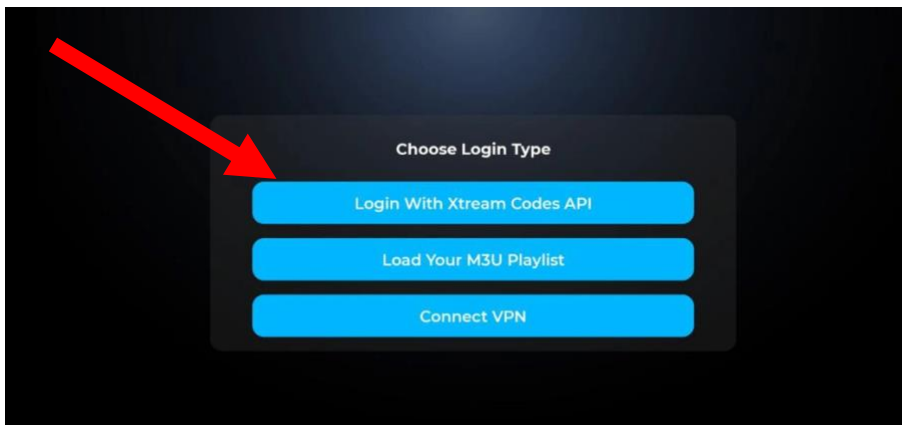 Choose Login Type
Login With Xtream Codes API
Load Your M3U Playlist
Connect VPN